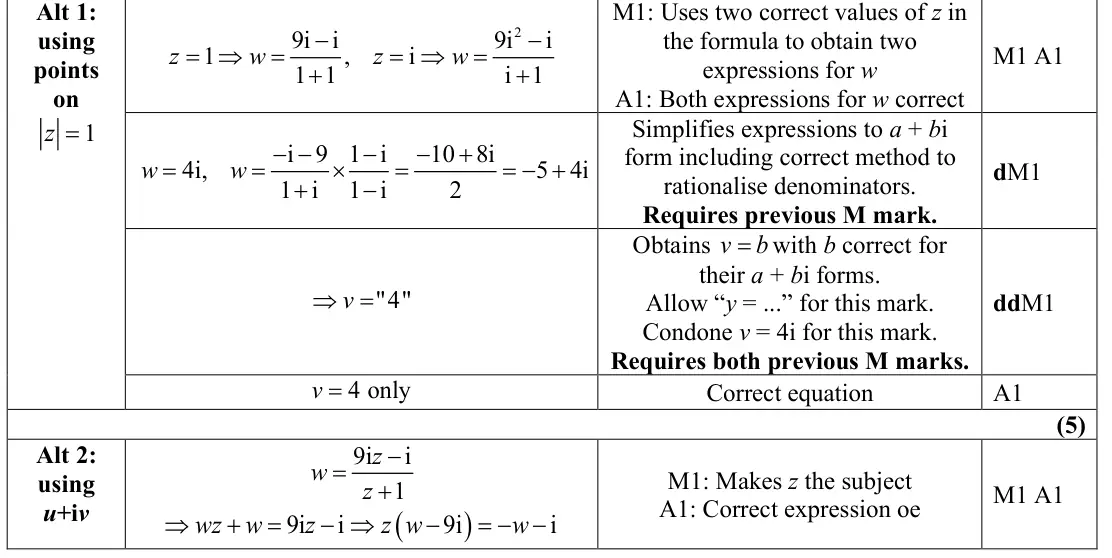 Alt 1:
using
points
on
|z| = 1
z = 1 ⇒ w = (9i − i)/(1 + 1), z = i ⇒ w = (9i² − i)/(i + 1)
M1: Uses two correct values of z in
the formula to obtain two
expressions for w
A1: Both expressions for w correct
M1 A1
w = 4i, w = (−i − 9)/(1 + i) × (1 − i)/(1 − i) = (−10 + 8i)/2 = −5 + 4i
Simplifies expressions to a + bi
form including correct method to
rationalise denominators.
Requires previous M mark.
dM1
⇒ v = "4"
Obtains v = b with b correct for
their a + bi forms.
Allow “y = ...” for this mark.
Condone v = 4i for this mark.
Requires both previous M marks.
ddM1
v = 4 only
Correct equation
A1
(5)
Alt 2:
using
u+iv
w = (9iz − i)/(z + 1)
⇒ wz + w = 9iz − i ⇒ z(w − 9i) = −w − i
M1: Makes z the subject
A1: Correct expression oe
M1 A1